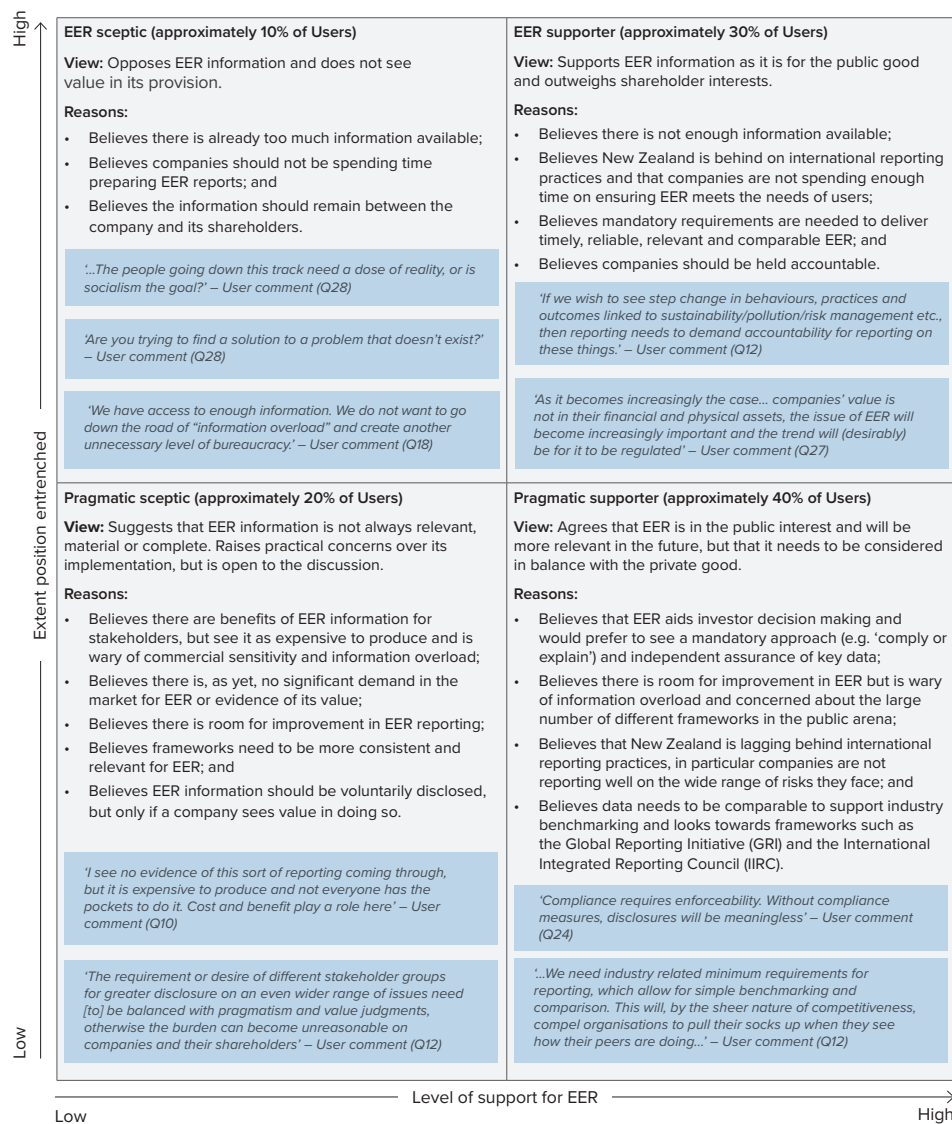 High
EER sceptic (approximately 10% of Users)
View: Opposes EER information and does not see
value in its provision.
Reasons:
• Believes there is already too much information available;
• Believes companies should not be spending time
preparing EER reports; and
• Believes the information should remain between the
company and its shareholders.
‘...The people going down this track need a dose of reality, or is
socialism the goal?’ – User comment (Q28)
‘Are you trying to find a solution to a problem that doesn’t exist?’
– User comment (Q28)
‘We have access to enough information. We do not want to go
down the road of “information overload” and create another
unnecessary level of bureaucracy.’ – User comment (Q18)
EER supporter (approximately 30% of Users)
View: Supports EER information as it is for the public good
and outweighs shareholder interests.
Reasons:
• Believes there is not enough information available;
• Believes New Zealand is behind on international reporting
practices and that companies are not spending enough
time on ensuring EER meets the needs of users;
• Believes mandatory requirements are needed to deliver
timely, reliable, relevant and comparable EER; and
• Believes companies should be held accountable.
‘If we wish to see step change in behaviours, practices and
outcomes linked to sustainability/pollution/risk management etc.,
then reporting needs to demand accountability for reporting on
these things.’ – User comment (Q12)
‘As it becomes increasingly the case... companies’ value is
not in their financial and physical assets, the issue of EER will
become increasingly important and the trend will (desirably)
be for it to be regulated’ – User comment (Q27)
Extent position entrenched
Pragmatic sceptic (approximately 20% of Users)
View: Suggests that EER information is not always relevant,
material or complete. Raises practical concerns over its
implementation, but is open to the discussion.
Reasons:
• Believes there are benefits of EER information for
stakeholders, but see it as expensive to produce and is
wary of commercial sensitivity and information overload;
• Believes there is, as yet, no significant demand in the
market for EER or evidence of its value;
• Believes there is room for improvement in EER reporting;
• Believes frameworks need to be more consistent and
relevant for EER; and
• Believes EER information should be voluntarily disclosed,
but only if a company sees value in doing so.
‘I see no evidence of this sort of reporting coming through,
but it is expensive to produce and not everyone has the
pockets to do it. Cost and benefit play a role here’ – User
comment (Q10)
‘The requirement or desire of different stakeholder groups
for greater disclosure on an even wider range of issues need
[to] be balanced with pragmatism and value judgments,
otherwise the burden can become unreasonable on
companies and their shareholders’ – User comment (Q12)
Pragmatic supporter (approximately 40% of Users)
View: Agrees that EER is in the public interest and will be
more relevant in the future, but that it needs to be considered
in balance with the private good.
Reasons:
• Believes that EER aids investor decision making and
would prefer to see a mandatory approach (e.g. ‘comply or
explain’) and independent assurance of key data;
• Believes there is room for improvement in EER but is wary
of information overload and concerned about the large
number of different frameworks in the public arena;
• Believes that New Zealand is lagging behind international
reporting practices, in particular companies are not
reporting well on the wide range of risks they face; and
• Believes data needs to be comparable to support industry
benchmarking and looks towards frameworks such as
the Global Reporting Initiative (GRI) and the International
Integrated Reporting Council (IIRC).
‘Compliance requires enforceability. Without compliance
measures, disclosures will be meaningless’ – User comment
(Q24)
‘...We need industry related minimum requirements for
reporting, which allow for simple benchmarking and
comparison. This will, by the sheer nature of competitiveness,
compel organisations to pull their socks up when they see
how their peers are doing...’ – User comment (Q12)
Low
Level of support for EER
Low
High